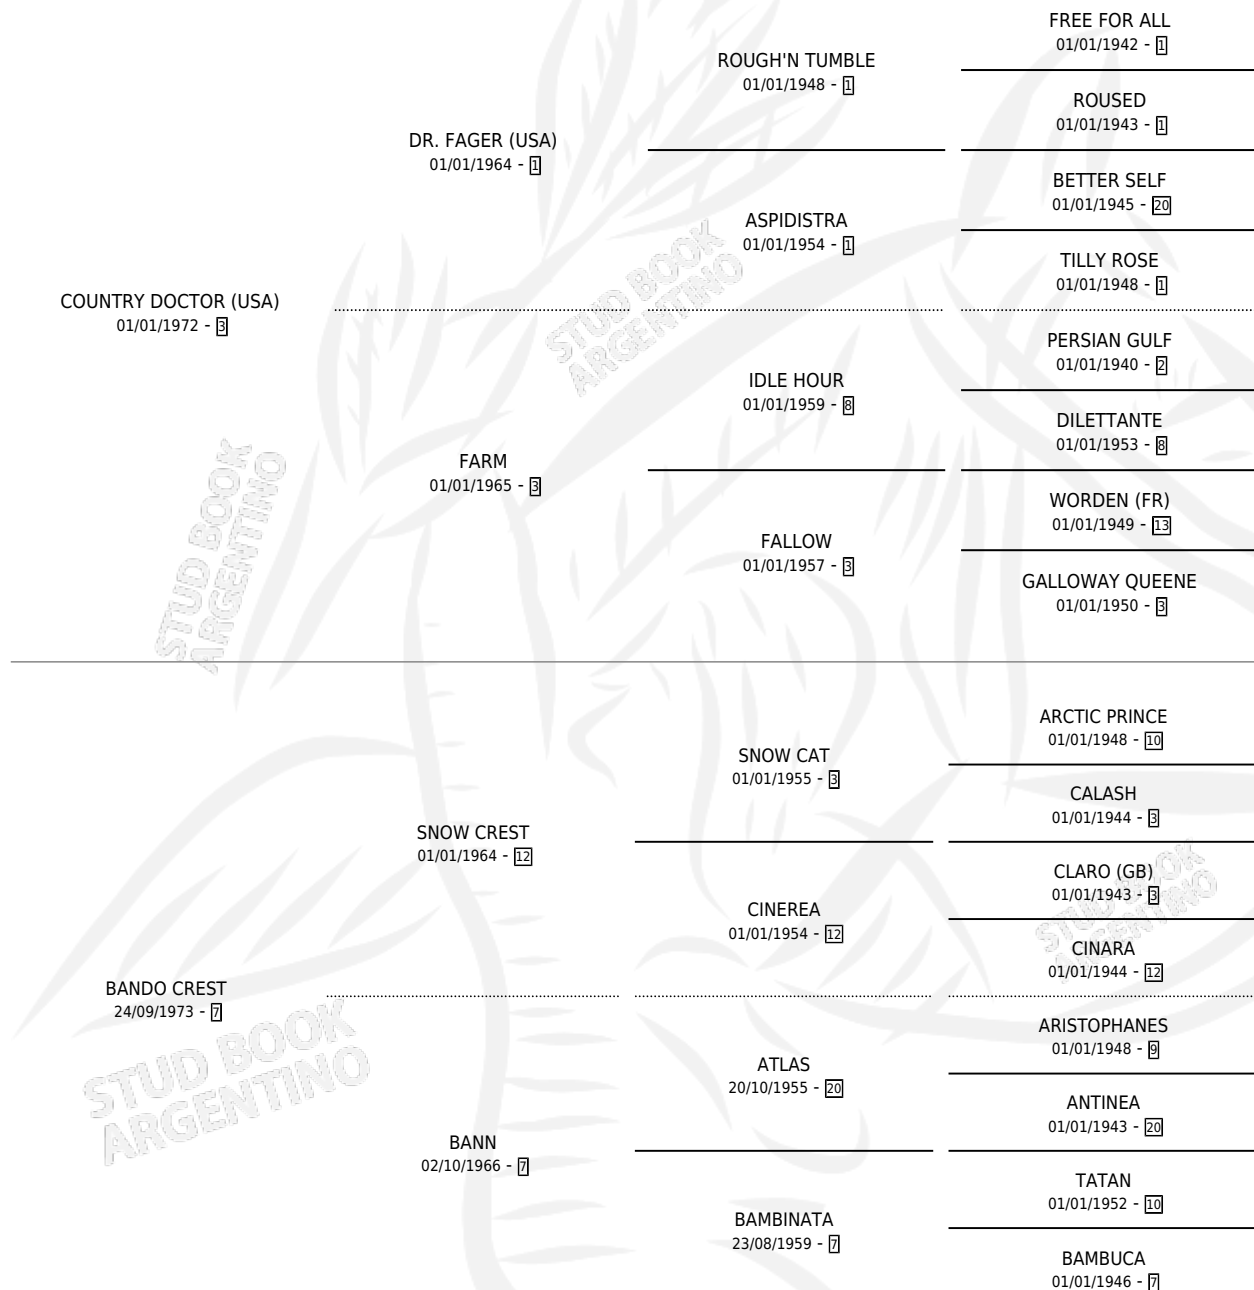 FREE FOR ALL
01/01/1942 - 1
ROUGH'N TUMBLE
01/01/1948 - 1
ROUSED
01/01/1943 - 1
DR. FAGER (USA)
01/01/1964 - 1
BETTER SELF
01/01/1945 - 20
ASPIDISTRA
01/01/1954 - 1
TILLY ROSE
01/01/1948 - 1
COUNTRY DOCTOR (USA)
01/01/1972 - 3
PERSIAN GULF
01/01/1940 - 2
IDLE HOUR
01/01/1959 - 8
DILETTANTE
01/01/1953 - 8
FARM
01/01/1965 - 3
WORDEN (FR)
01/01/1949 - 13
FALLOW
01/01/1957 - 3
GALLOWAY QUEENE
01/01/1950 - 3
ARCTIC PRINCE
01/01/1948 - 10
SNOW CAT
01/01/1955 - 3
CALASH
01/01/1944 - 3
SNOW CREST
01/01/1964 - 12
CLARO (GB)
01/01/1943 - 3
CINEREA
01/01/1954 - 12
CINARA
01/01/1944 - 12
BANDO CREST
24/09/1973 - 7
ARISTOPHANES
01/01/1948 - 9
ATLAS
20/10/1955 - 20
ANTINEA
01/01/1943 - 20
BANN
02/10/1966 - 7
TATAN
01/01/1952 - 10
BAMBINATA
23/08/1959 - 7
BAMBUCA
01/01/1946 - 7
STUD BOOK
ARGENTINO
STUD BOOK
ARGENTINO
STUD BOOK
ARGENTINO
STUD BOOK
ARGENTINO